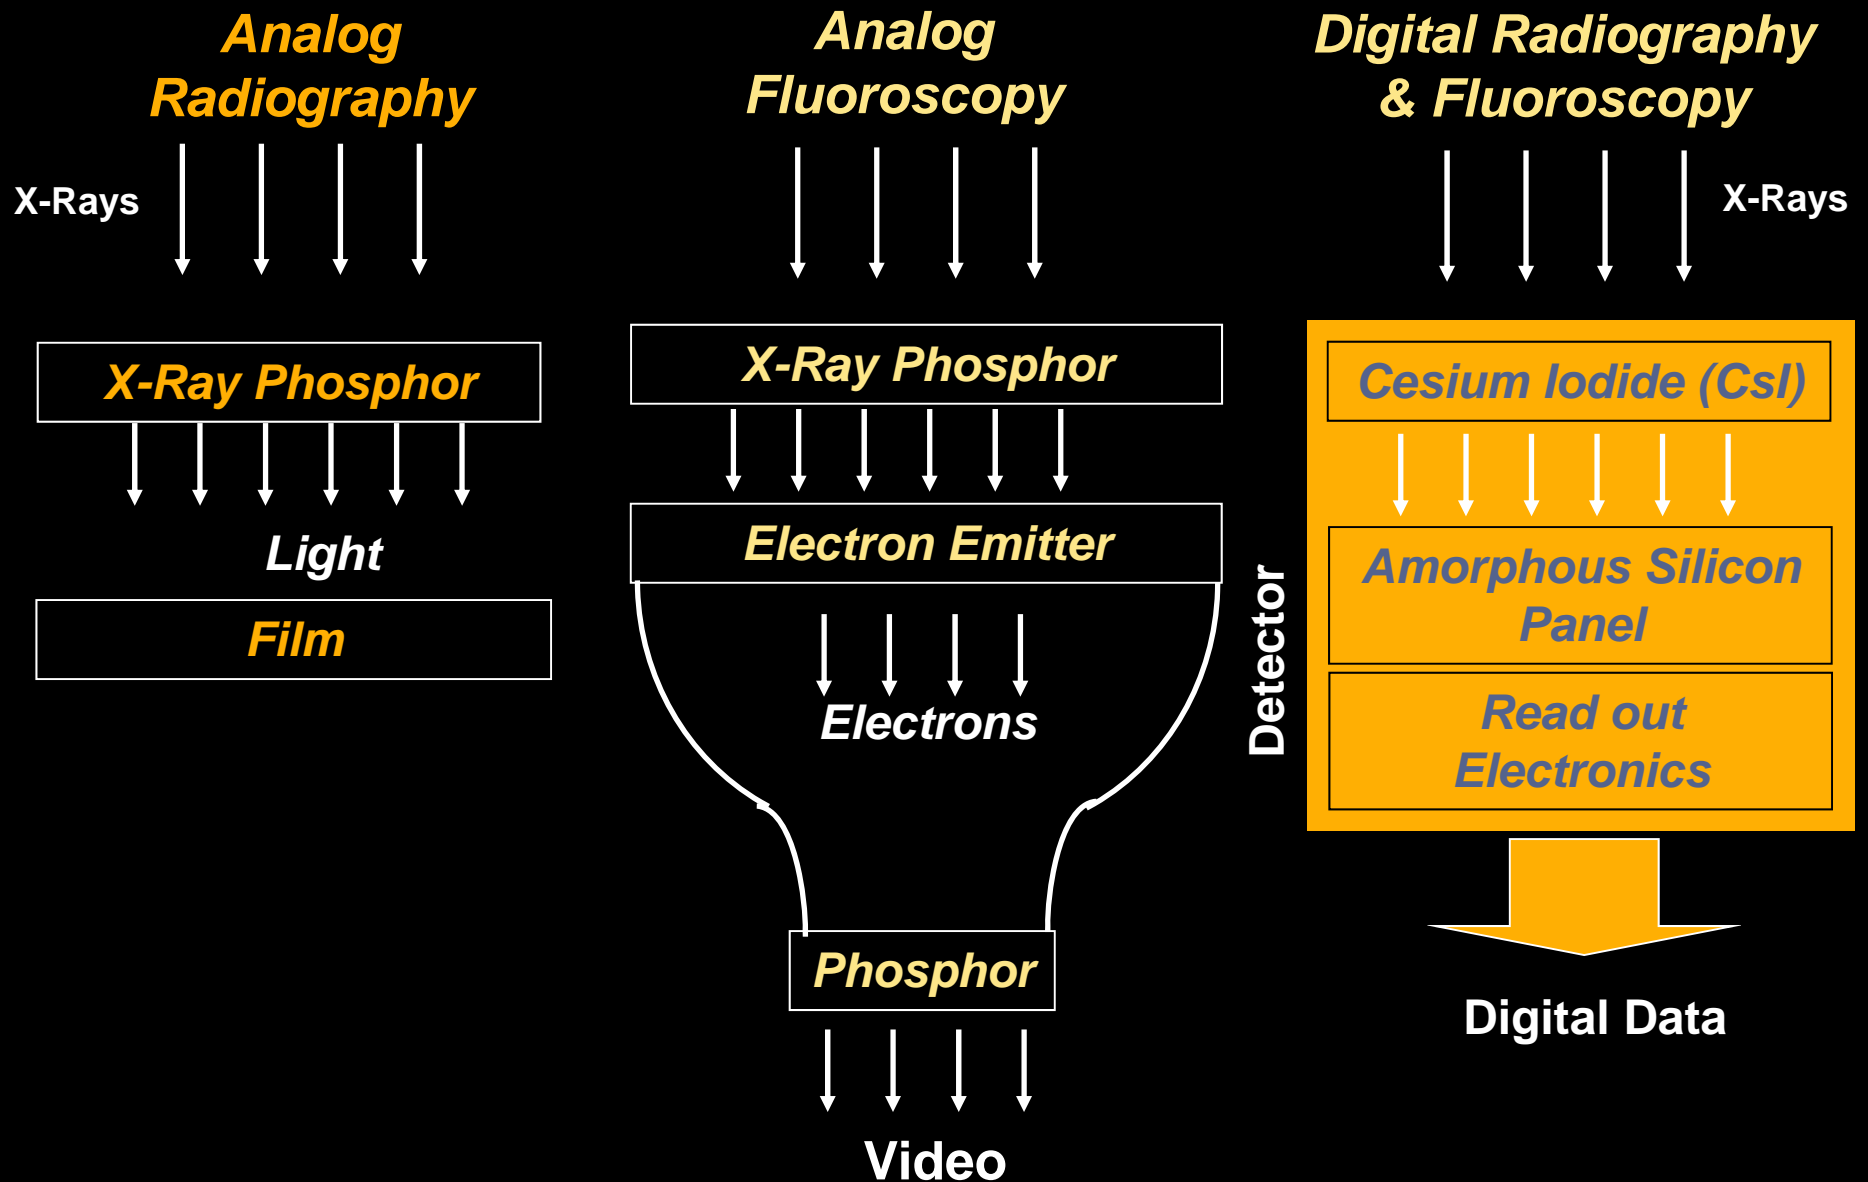 Analog
Radiography
X-Rays
X-Ray Phosphor
Light
Film
Analog
Fluoroscopy
X-Ray Phosphor
Electron Emitter
Electrons
Phosphor
Video
Digital Radiography
& Fluoroscopy
X-Rays
Detector
Cesium Iodide (CsI)
Amorphous Silicon
Panel
Read out
Electronics
Digital Data